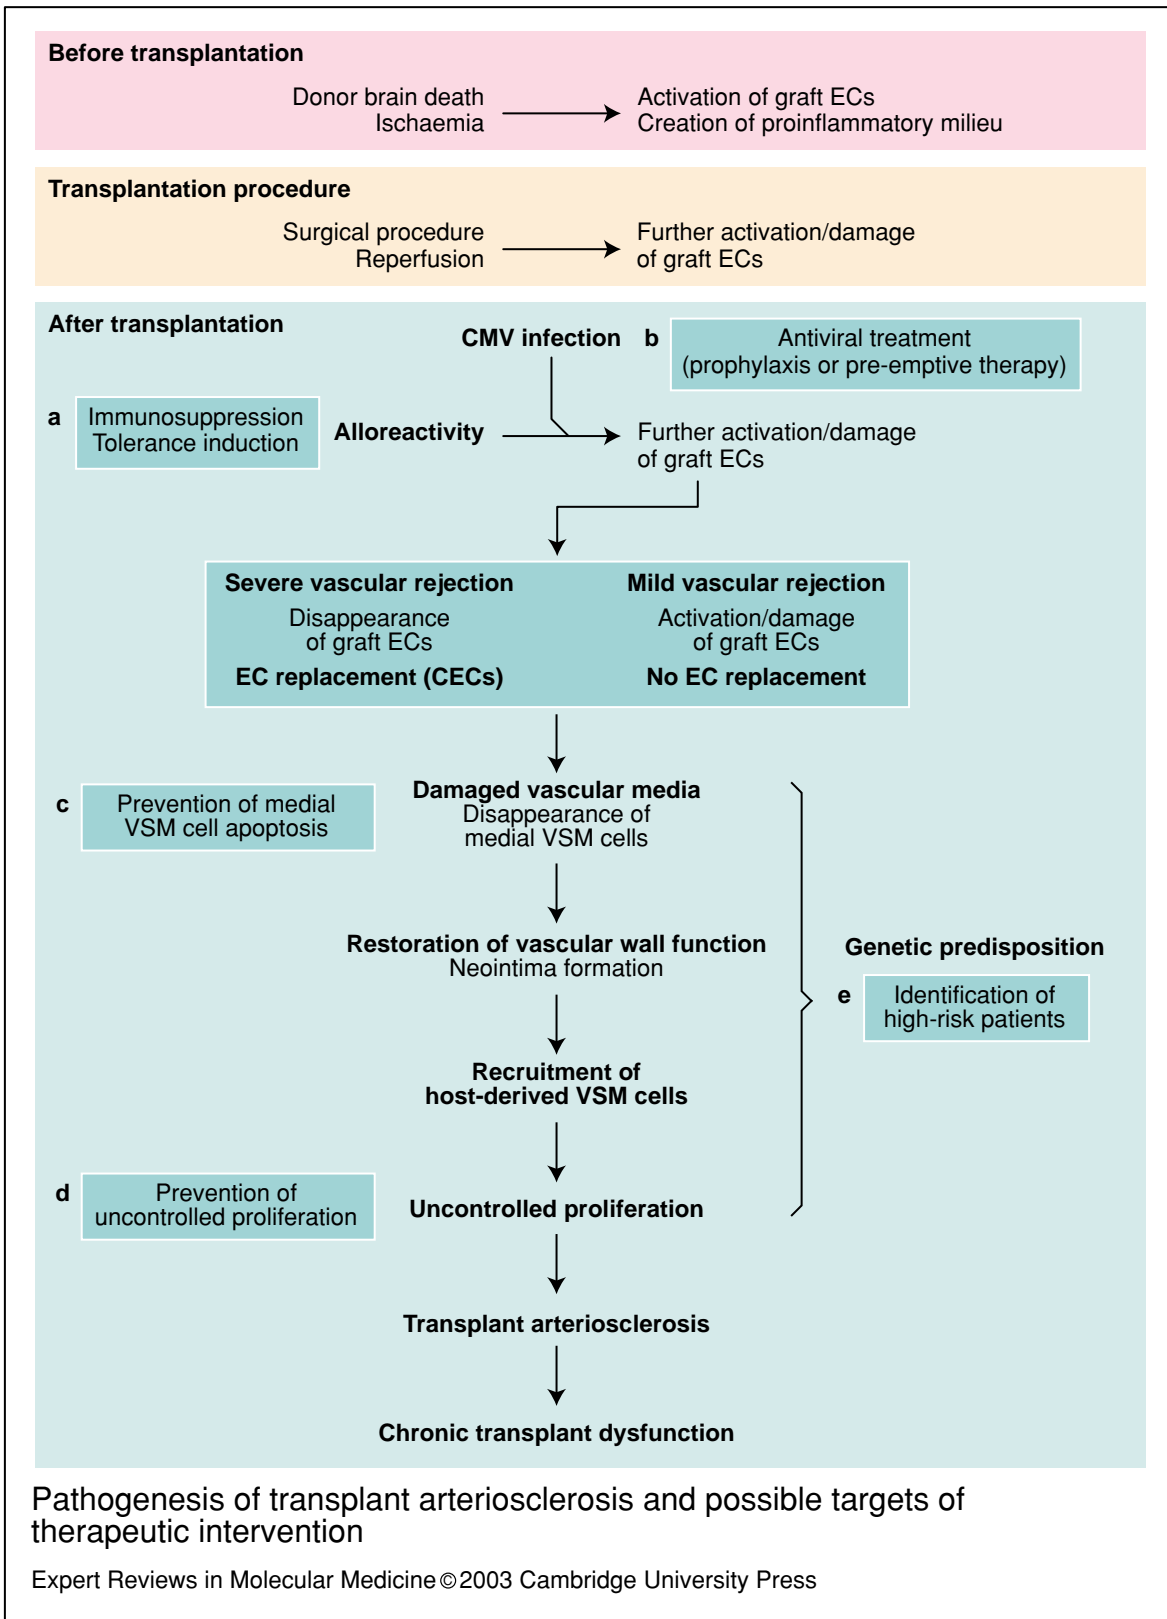 Before transplantation
Donor brain death
Ischaemia
Activation of graft ECs
Creation of proinflammatory milieu
Transplantation procedure
Surgical procedure
Reperfusion
Further activation/damage
of graft ECs
After transplantation
CMV infection
b
Antiviral treatment
(prophylaxis or pre-emptive therapy)
a
Immunosuppression
Tolerance induction
Alloreactivity
Further activation/damage
of graft ECs
Severe vascular rejection
Disappearance
of graft ECs
EC replacement (CECs)
Mild vascular rejection
Activation/damage
of graft ECs
No EC replacement
c
Prevention of medial
VSM cell apoptosis
Damaged vascular media
Disappearance of
medial VSM cells
Restoration of vascular wall function
Neointima formation
Genetic predisposition
e
Identification of
high-risk patients
Recruitment of
host-derived VSM cells
d
Prevention of
uncontrolled proliferation
Uncontrolled proliferation
Transplant arteriosclerosis
Chronic transplant dysfunction
Pathogenesis of transplant arteriosclerosis and possible targets of
therapeutic intervention
Expert Reviews in Molecular Medicine © 2003 Cambridge University Press